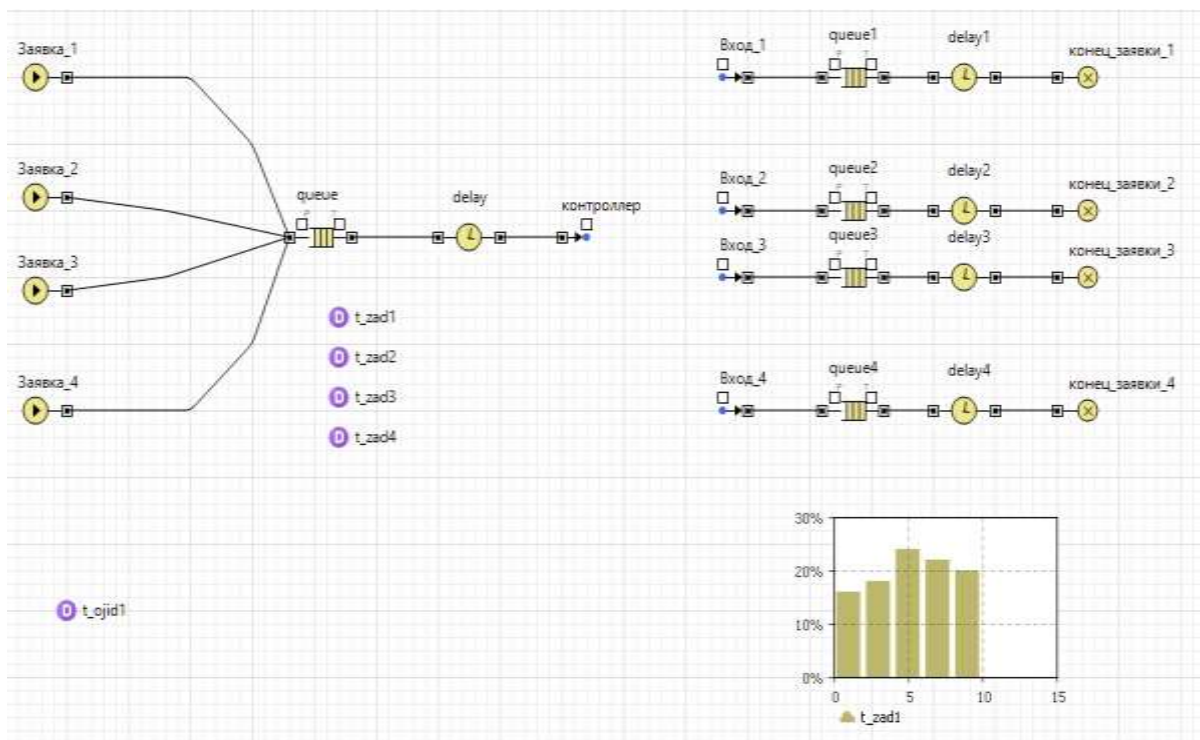 Заявка_1
Заявка_2
Заявка_3
Заявка_4
queue
delay
контроллер
t_zad1
t_zad2
t_zad3
t_zad4
t_ojid1
Вход_1
queue1
delay1
конец_заявки_1
Вход_2
queue2
delay2
конец_заявки_2
Вход_3
queue3
delay3
конец_заявки_3
Вход_4
queue4
delay4
конец_заявки_4
30%
20%
10%
0%
0 5 10 15
t_zad1